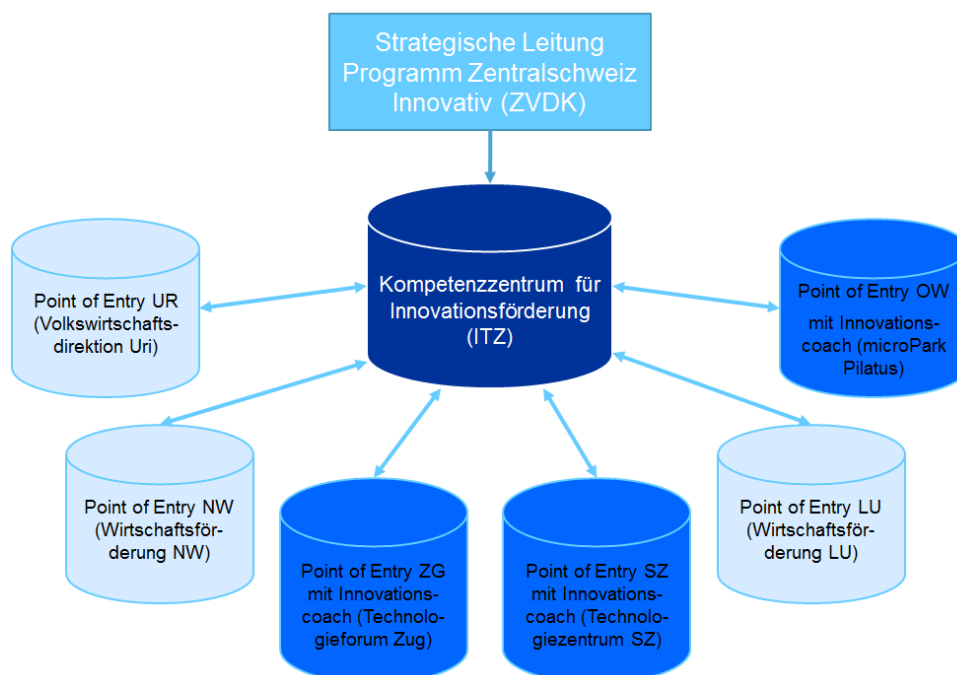 Strategische Leitung
Programm Zentralschweiz
Innovativ (ZVDK)
Kompetenzzentrum für
Innovationsförderung
(ITZ)
Point of Entry UR
(Volkswirtschafts-
direktion Uri)
Point of Entry OW
mit Innovations-
coach (microPark
Pilatus)
Point of Entry NW
(Wirtschaftsför-
derung NW)
Point of Entry ZG
mit Innovations-
coach (Technolo-
gieforum Zug)
Point of Entry SZ
mit Innovations-
coach (Technolo-
giezentrum SZ)
Point of Entry LU
(Wirtschaftsför-
derung LU)